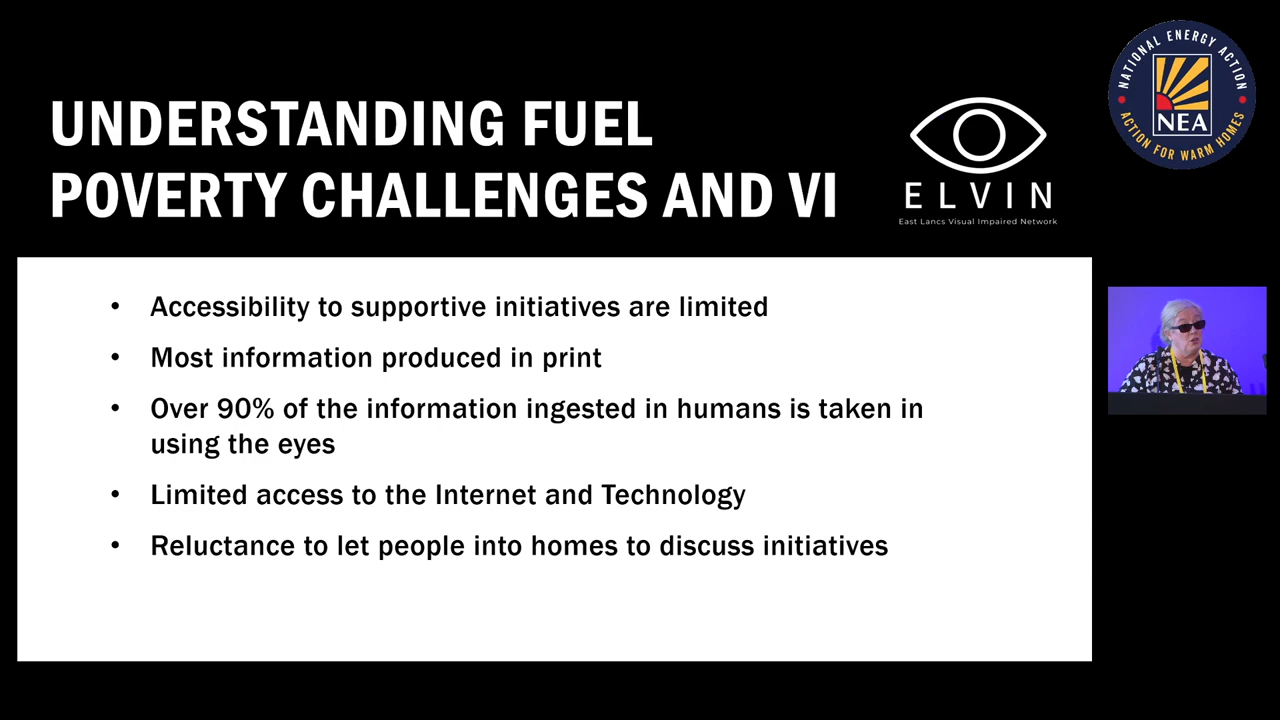 UNDERSTANDING FUEL
POVERTY CHALLENGES AND VI
ELVIN
East Lancs Visual Impaired Network
NATIONAL ENERGY ACTION
NEA
ACTION FOR WARM HOMES
• Accessibility to supportive initiatives are limited
• Most information produced in print
• Over 90% of the information ingested in humans is taken in
using the eyes
• Limited access to the Internet and Technology
• Reluctance to let people into homes to discuss initiatives